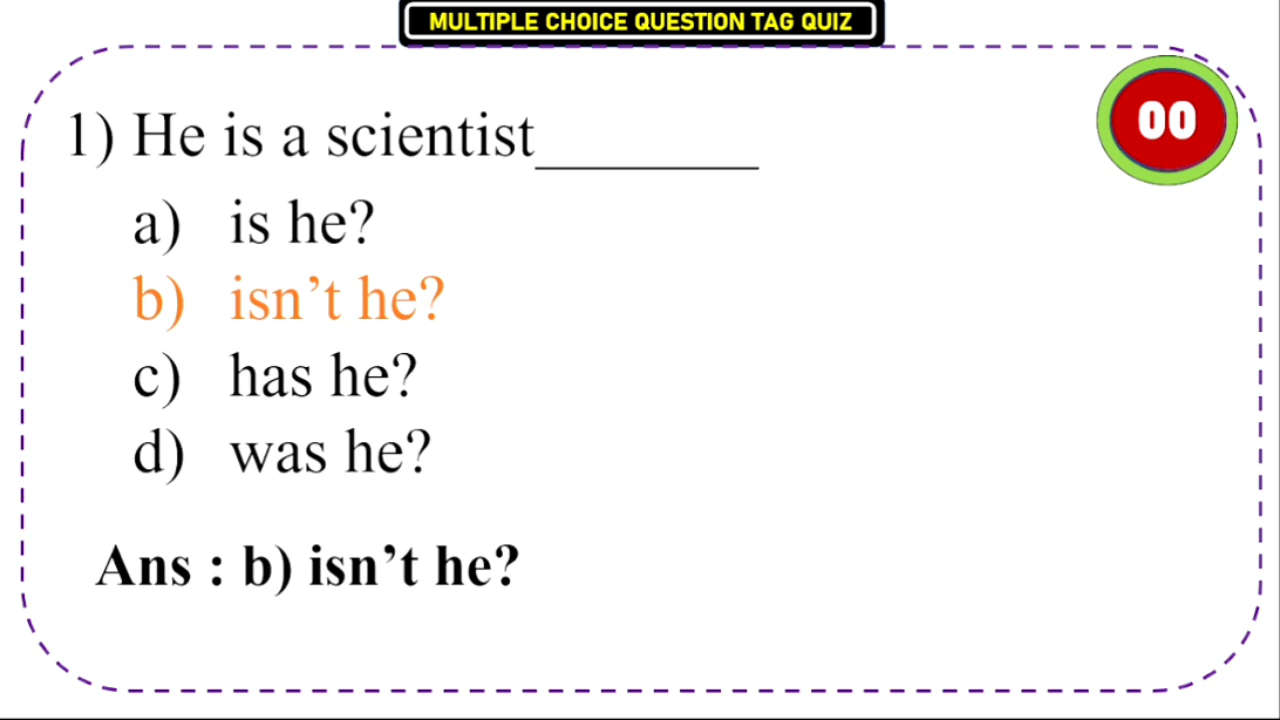 MULTIPLE CHOICE QUESTION TAG QUIZ
00
1) He is a scientist________
a) is he?
b) isn’t he?
c) has he?
d) was he?
Ans : b) isn’t he?